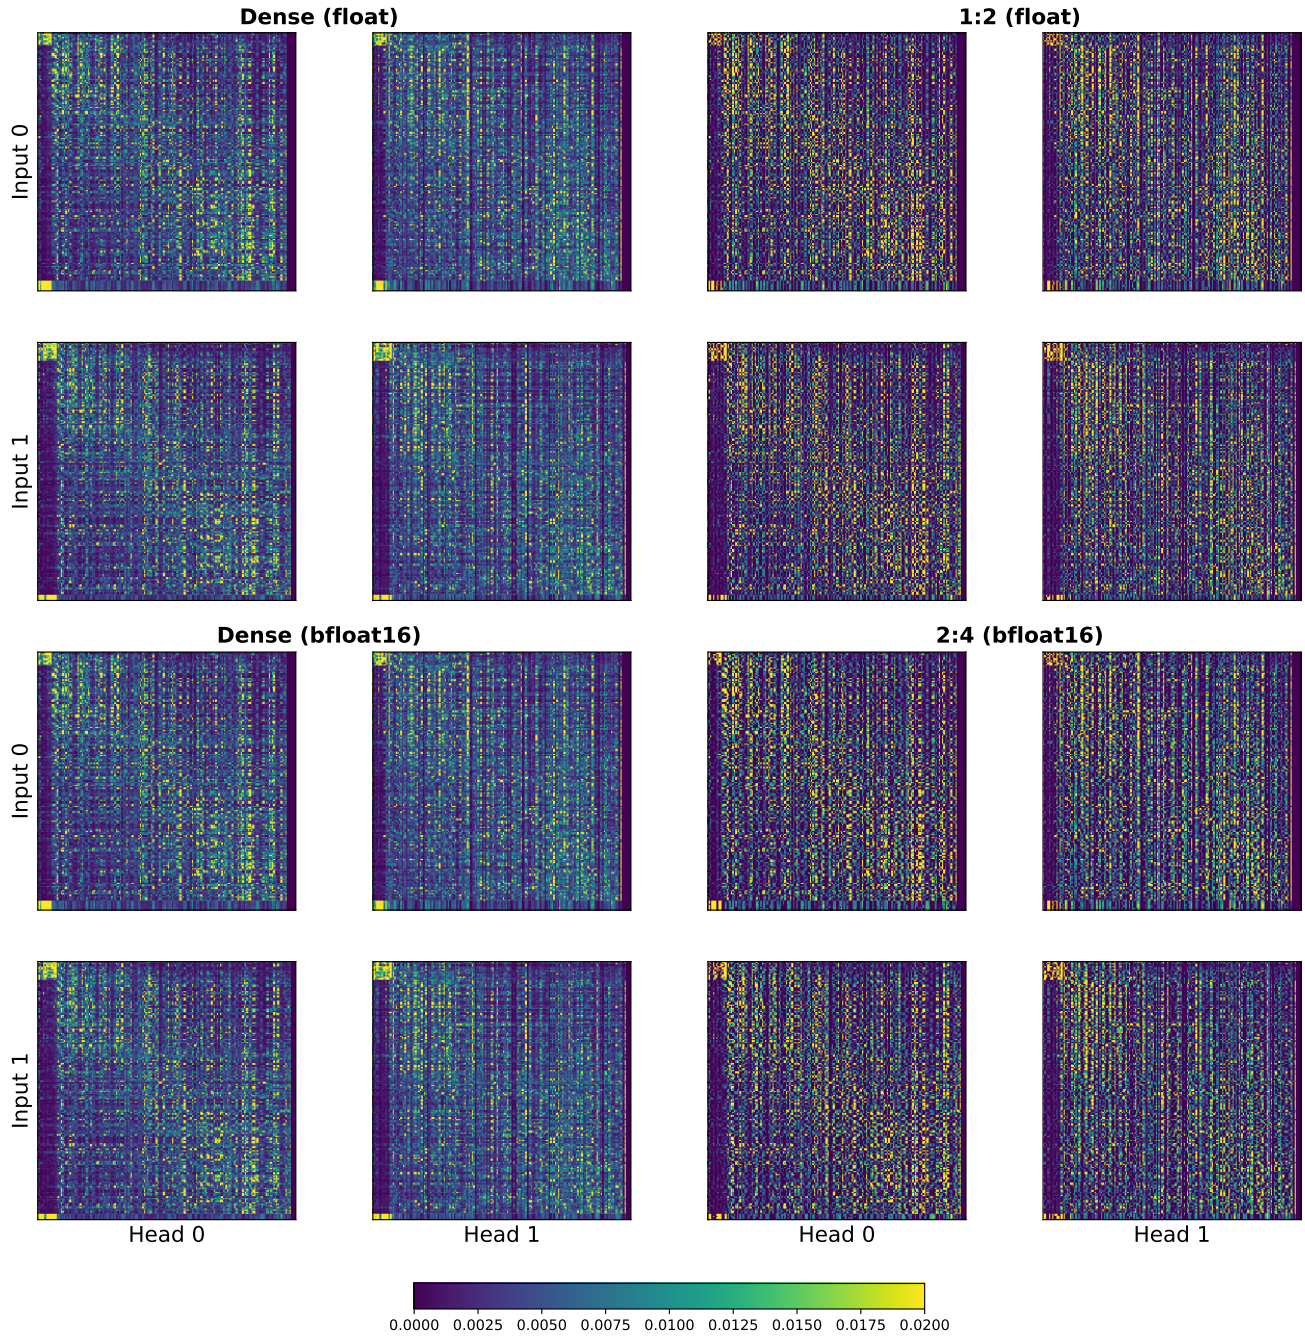 Dense (float)
1:2 (float)
Input 0
Input 1
Dense (bfloat16)
2:4 (bfloat16)
Input 0
Input 1
Head 0
Head 1
Head 0
Head 1
0.0000 0.0025 0.0050 0.0075 0.0100 0.0125 0.0150 0.0175 0.0200